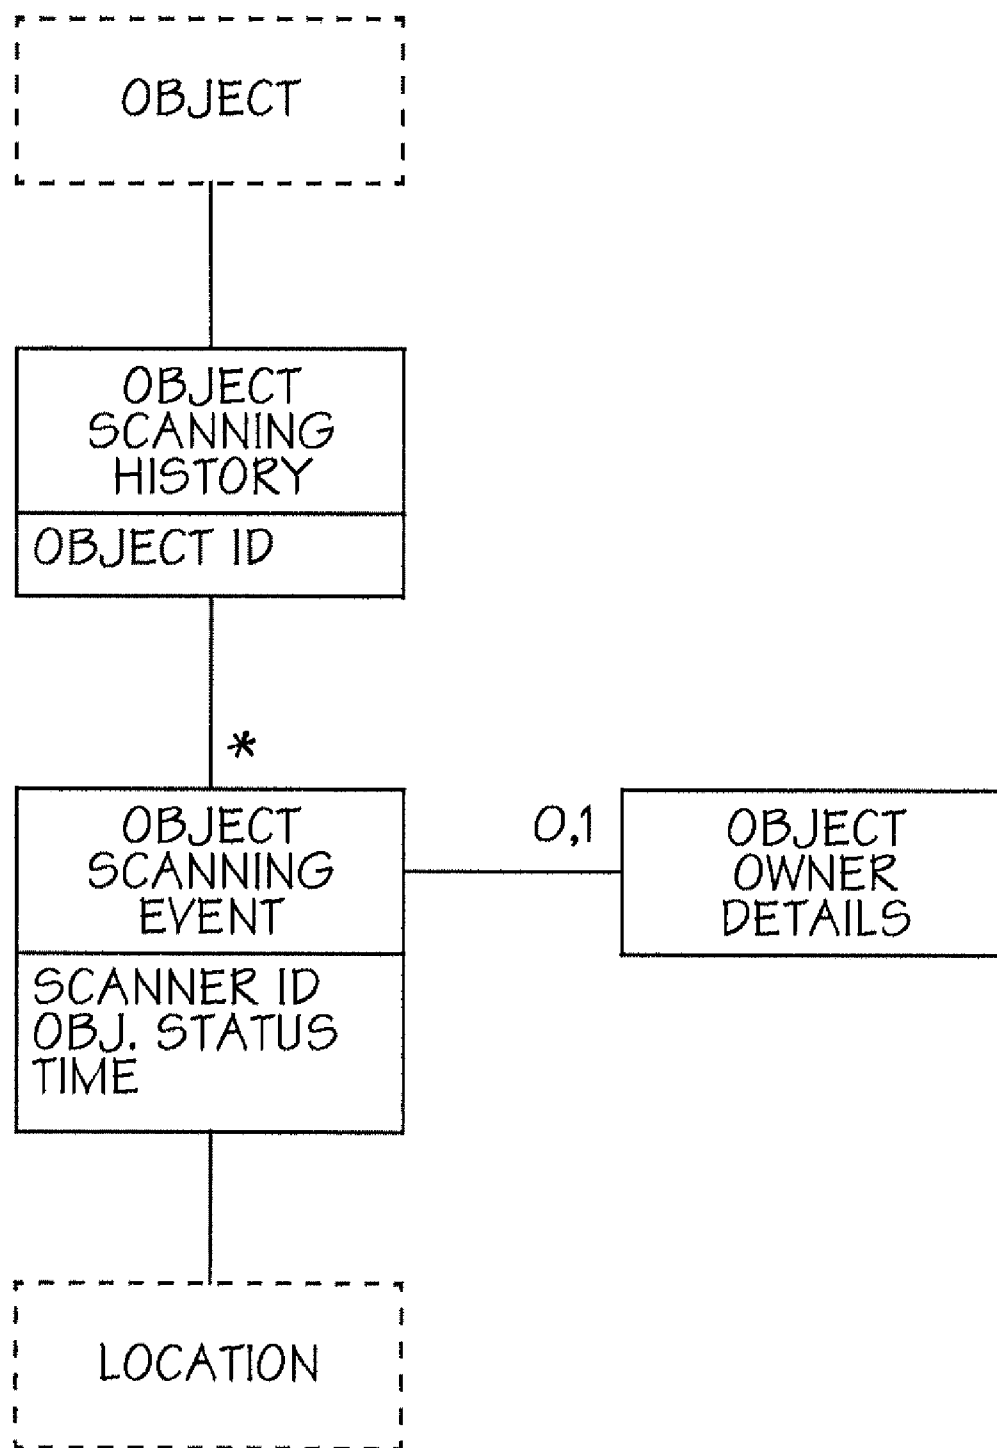 OBJECT
OBJECT
SCANNING
HISTORY
OBJECT ID
*
OBJECT
SCANNING
EVENT
0,1
OBJECT
OWNER
DETAILS
SCANNER ID
OBJ. STATUS
TIME
LOCATION